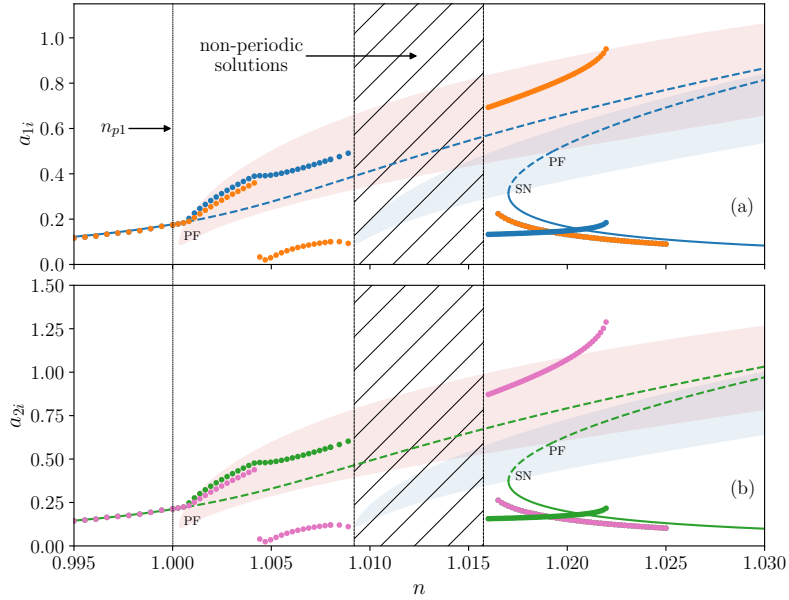 1.0
0.8
0.6
0.4
0.2
0.0
a1i
non-periodic
solutions
np1
PF
SN
PF
(a)
1.50
1.25
1.00
0.75
0.50
0.25
0.00
a2i
PF
SN
PF
(b)
0.995
1.000
1.005
1.010
1.015
1.020
1.025
1.030
n